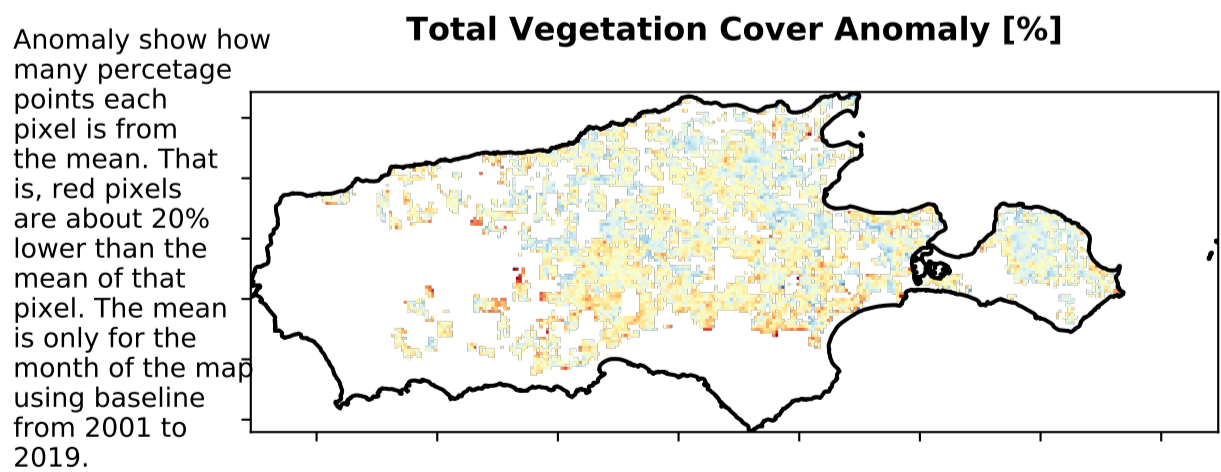 Total Vegetation Cover Anomaly [%]
Anomaly show how
many percetage
points each
pixel is from
the mean. That
is, red pixels
are about 20%
lower than the
mean of that
pixel. The mean
is only for the
month of the map
using baseline
from 2001 to
2019.